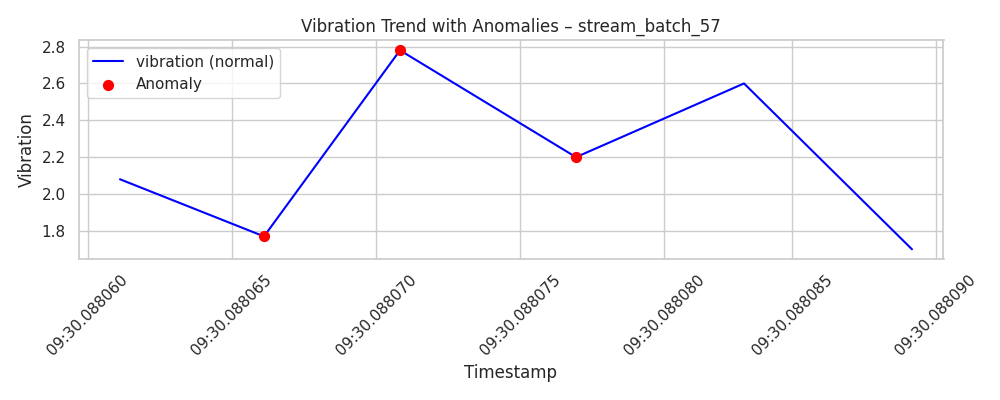 Vibration Trend with Anomalies – stream_batch_57
vibration (normal)
Anomaly
Vibration
2.8
2.6
2.4
2.2
2.0
1.8
09:30.088060
09:30.088065
09:30.088070
09:30.088075
09:30.088080
09:30.088085
09:30.088090
Timestamp